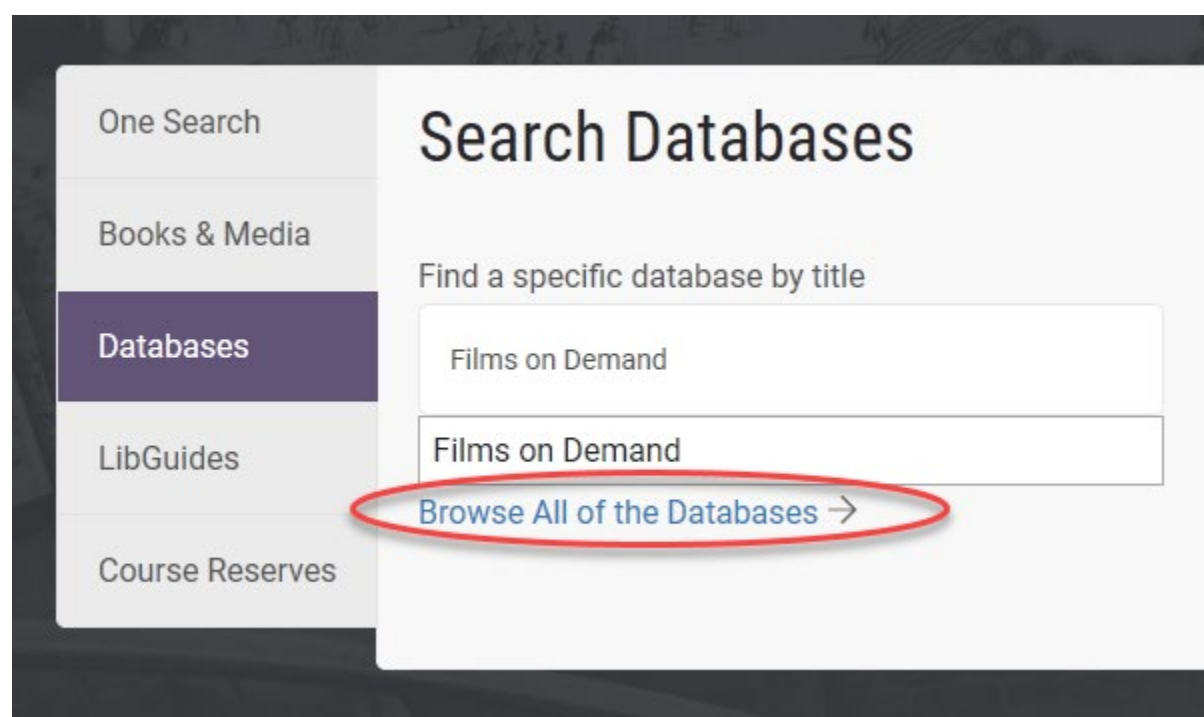 One Search
Books & Media
Databases
LibGuides
Course Reserves
Search Databases
Find a specific database by title
Films on Demand
Films on Demand
Browse All of the Databases →